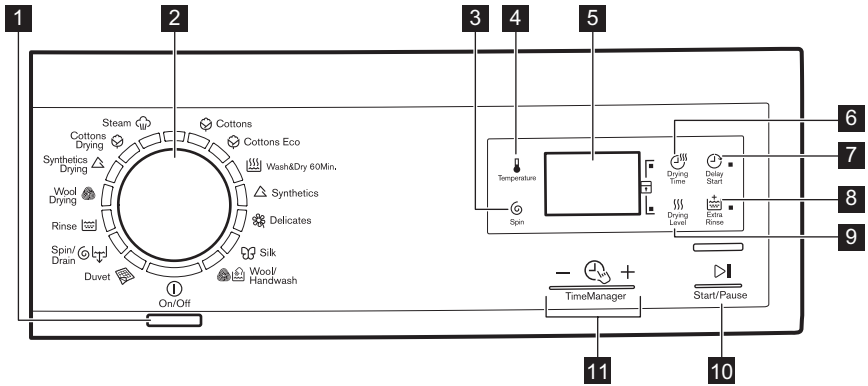 1
2
3
4
5
6
7
8
9
10
11
Steam
Cottons
Drying
Synthetics
Drying
Wool
Drying
Rinse
Spin/
Drain
Duvet
On/Off
Cottons
Cottons Eco
Wash&Dry 60Min.
Synthetics
Delicates
Silk
Wool/
Handwash
Temperature
Spin
Drying
Time
Delay
Start
Drying
Level
Extra
Rinse
TimeManager
Start/Pause